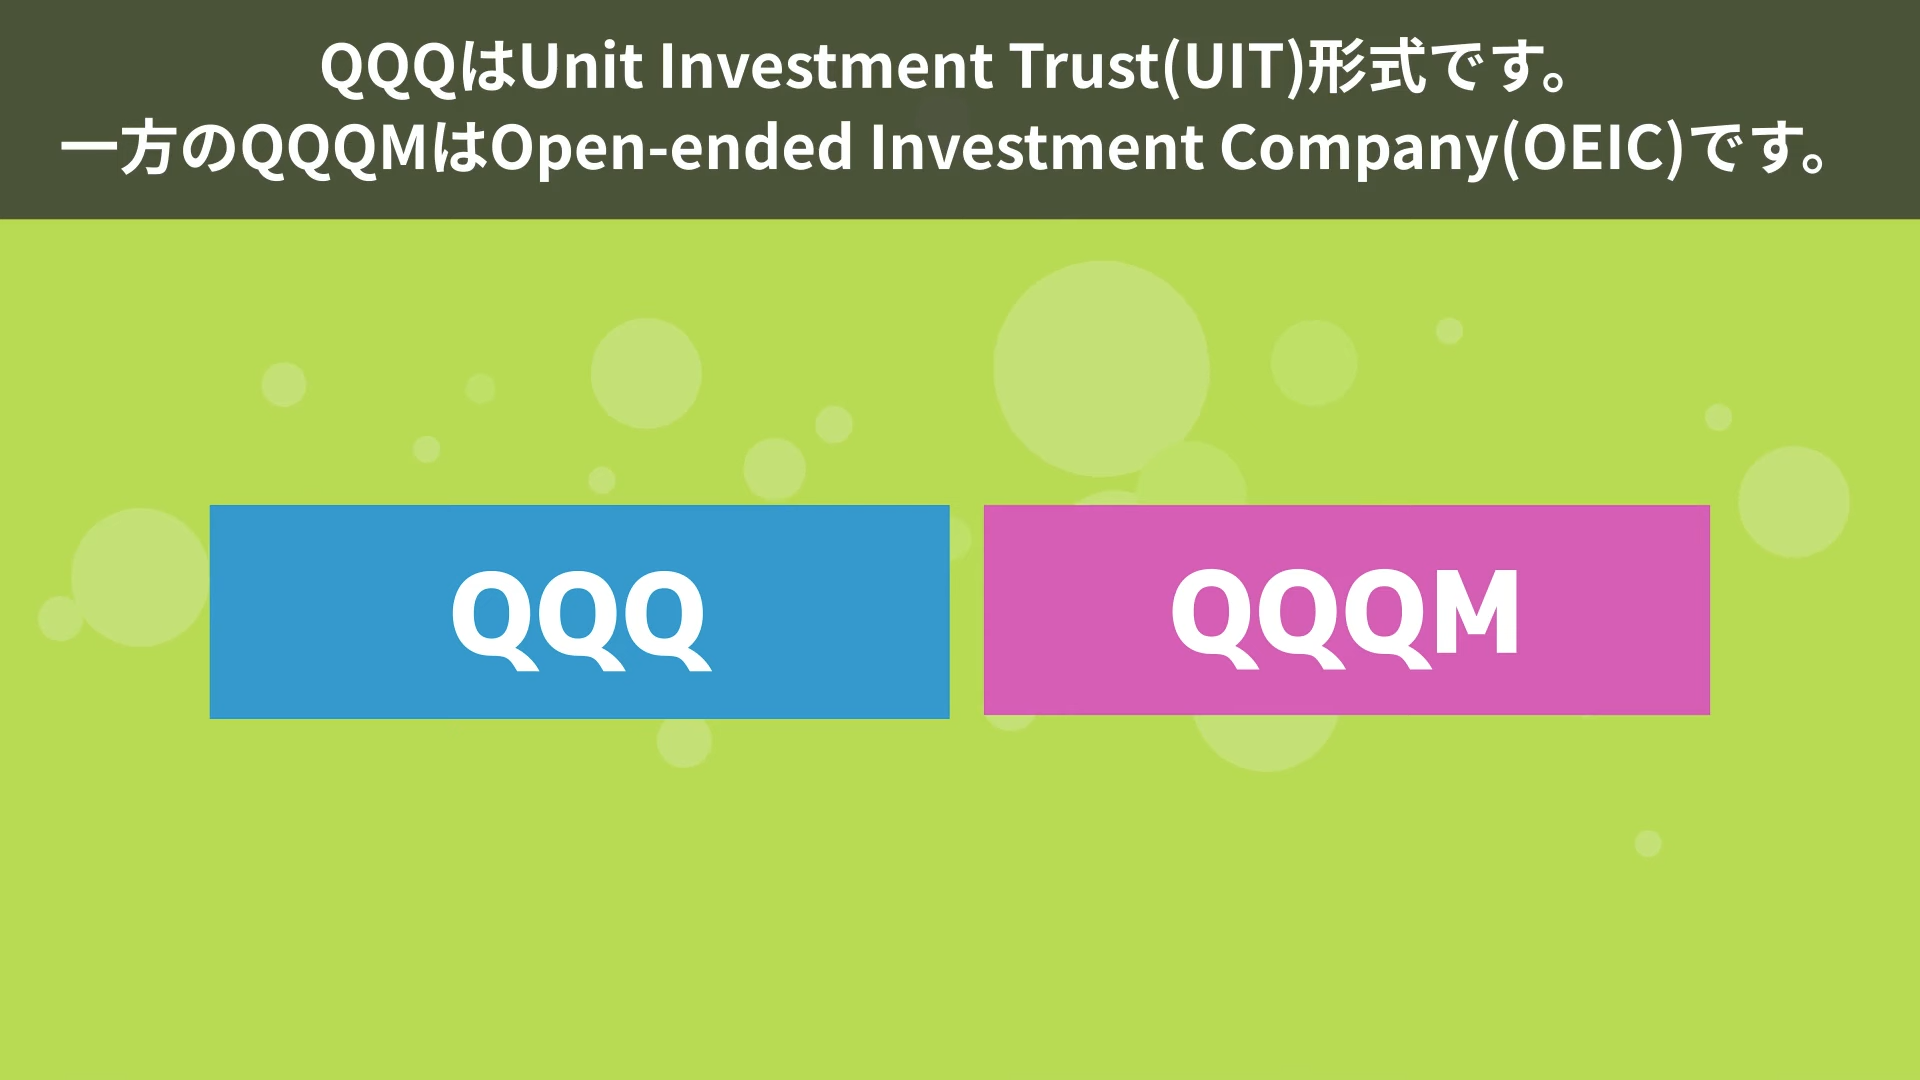 QQQはUnit Investment Trust(UIT)形式です。
一方のQQQMはOpen-ended Investment Company(OEIC)です。
QQQ
QQQM